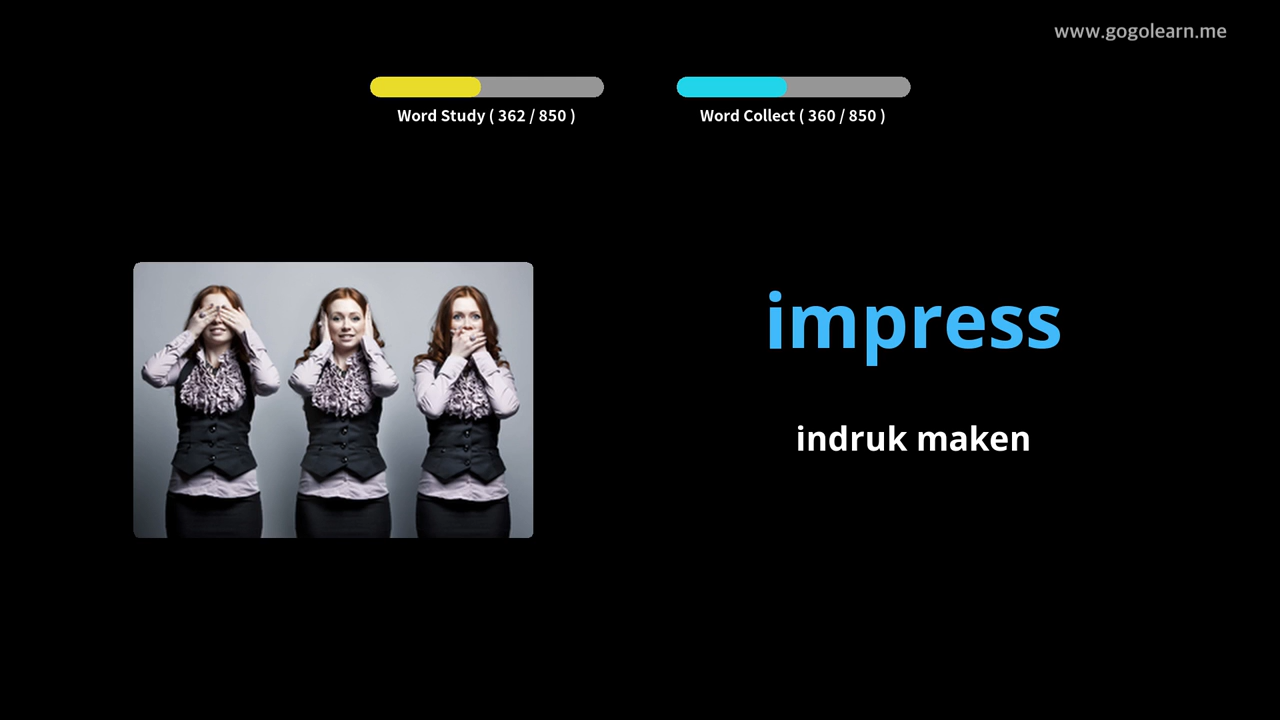 www.gogolearn.me
Word Study ( 362 / 850 )
Word Collect ( 360 / 850 )
impress
indruk maken